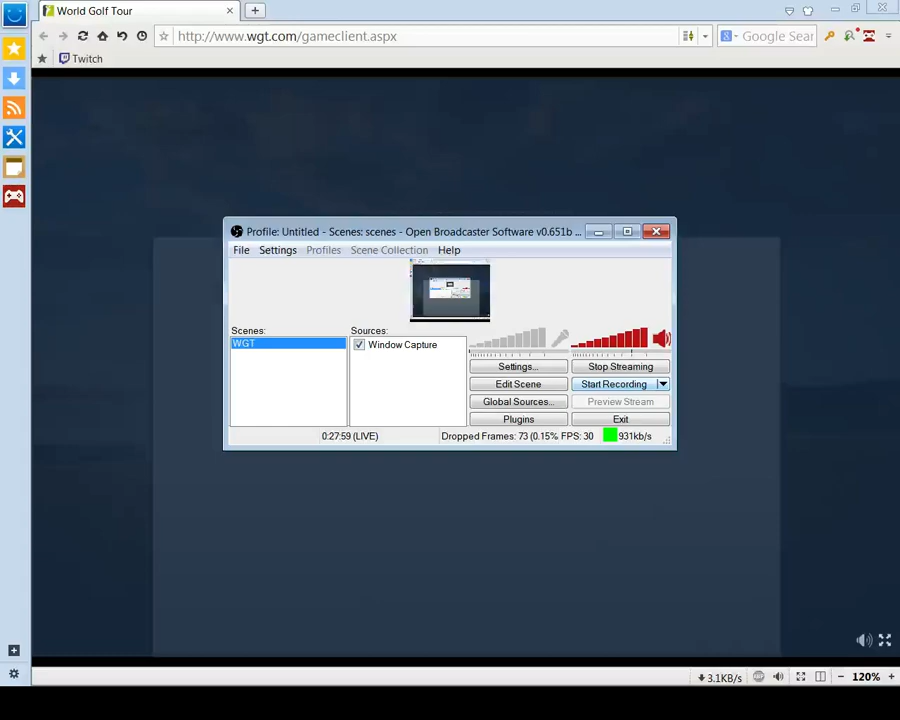 World Golf Tour
http://www.wgt.com/gameclient.aspx
Google Sear
Twitch
Profile: Untitled - Scenes: scenes - Open Broadcaster Software v0.651b ...
File Settings Profiles Scene Collection Help
Scenes:
Sources:
WGT
Window Capture
Settings...
Stop Streaming
Edit Scene
Start Recording
Global Sources...
Preview Stream
Plugins
Exit
0:27:59 (LIVE)
Dropped Frames: 73 (0.15% FPS: 30
931kb/s
3.1KB/s
120%